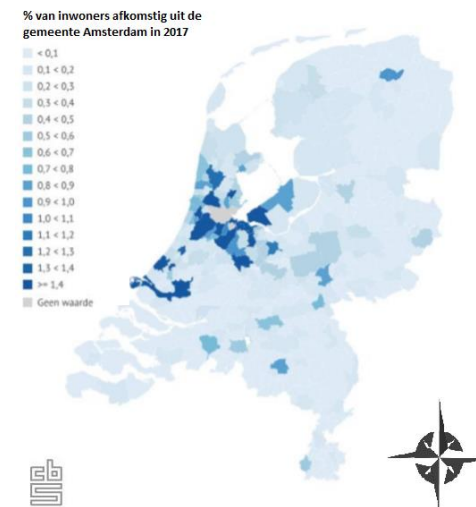 % van inwoners afkomstig uit de
gemeente Amsterdam in 2017
< 0,1
0,1 < 0,2
0,2 < 0,3
0,3 < 0,4
0,4 < 0,5
0,5 < 0,6
0,6 < 0,7
0,7 < 0,8
0,8 < 0,9
0,9 < 1,0
1,0 < 1,1
1,1 < 1,2
1,2 < 1,3
1,3 < 1,4
>= 1,4
Geen waarde
cbs